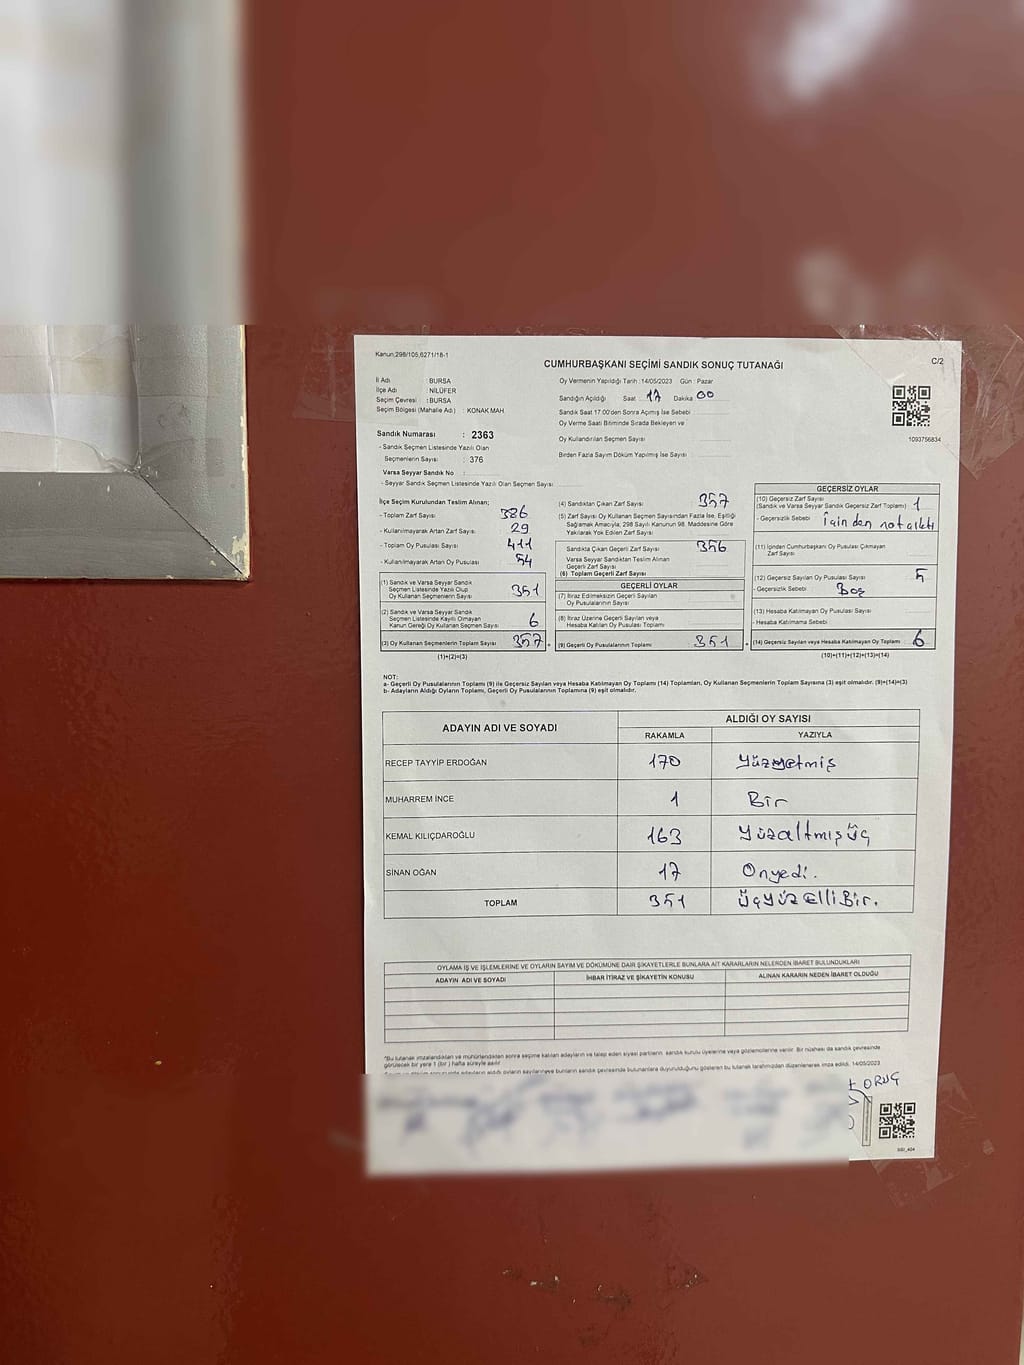 Kanun;298/105,6271/18-1
CUMHURBAŞKANI SEÇİMİ SANDIK SONUÇ TUTANAĞI
C/2
İl Adı : BURSA
İlçe Adı : NİLÜFER
Seçim Çevresi : BURSA
Seçim Bölgesi (Mahalle Adı) : KONAK MAH
Sandık Numarası : 2363
- Sandık Seçmen Listesinde Yazılı Olan
Seçmenlerin Sayısı : 376
Varsa Seyyar Sandık No :
- Seyyar Sandık Seçmen Listesinde Yazılı Olan Seçmen Sayısı :
Oy Vermenin Yapıldığı Tarih :14/05/2023 Gün : Pazar
Sandığın Açıldığı Saat 17 Dakika 00
Sandık Saat 17:00'den Sonra Açımış İse Sebebi
Oy Verme Saati Bitiminde Sırada Bekleyen ve
Oy Kullandırılan Seçmen Sayısı
Birden Fazla Sayım Döküm Yapılmış İse Sayısı
1093756834
İlçe Seçim Kurulundan Teslim Alınan;
- Toplam Zarf Sayısı : 386
- Kullanılmayarak Artan Zarf Sayısı : 29
- Toplam Oy Pusulası Sayısı : 411
- Kullanılmayarak Artan Oy Pusulası : 54
(1) Sandık ve Varsa Seyyar Sandık
Seçmen Listesinde Yazılı Olup
Oy Kullanan Seçmenlerin Sayısı 351
(2) Sandık ve Varsa Seyyar Sandık
Seçmen Listesinde Kayıtlı Olmayan
Kanun Gereği Oy Kullanan Seçmen Sayısı 6
(3) Oy Kullanan Seçmenlerin Toplam Sayısı 357
(1)+(2)=(3)
(4) Sandıktan Çıkan Zarf Sayısı 357
(5) Zarf Sayısı Oy Kullanan Seçmen Sayısından Fazla İse, Eşitliği
Sağlamak Amacıyla, 298 Sayılı Kanunun 98. Maddesine Göre
Yakılarak Yok Edilen Zarf Sayısı
Sandıkta Çıkan Geçerli Zarf Sayısı 356
Varsa Seyyar Sandıktan Teslim Alınan
Geçerli Zarf Sayısı
(6) Toplam Geçerli Zarf Sayısı
GEÇERLİ OYLAR
(7) İtiraz Edilmeksizin Geçerli Sayılan
Oy Pusulalarının Sayısı
(8) İtiraz Üzerine Geçerli Sayılan veya
Hesaba Katılan Oy Pusulası Toplamı
(9) Geçerli Oy Pusulalarının Toplamı 351
GEÇERSİZ OYLAR
(10) Geçersiz Zarf Sayısı
(Sandık ve Varsa Seyyar Sandık Geçersiz Zarf Toplamı) 1
- Geçersizlik Sebebi İçinden not çıktı
(11) İçinden Cumhurbaşkanı Oy Pusulası Çıkmayan
Zarf Sayısı
(12) Geçersiz Sayılan Oy Pusulası Sayısı 5
- Geçersizlik Sebebi Boş
(13) Hesaba Katılmayan Oy Pusulası Sayısı
- Hesaba Katılmama Sebebi
(14) Geçersiz Sayılan veya Hesaba Katılmayan Oy Toplamı 6
(10)+(11)+(12)+(13)=(14)
NOT:
a- Geçerli Oy Pusulalarının Toplamı (9) ile Geçersiz Sayılan veya Hesaba Katılmayan Oy Toplamı (14) Toplamları, Oy Kullanan Seçmenlerin Toplam Sayısına (3) eşit olmalıdır. (9)+(14)=(3)
b- Adayların Aldığı Oyların Toplamı, Geçerli Oy Pusulalarının Toplamına (9) eşit olmalıdır.
ADAYIN ADI VE SOYADI ALDIĞI OY SAYISI
RAKAMLA YAZIYLA
RECEP TAYYİP ERDOĞAN 170 Yüzyetmiş
MUHARREM İNCE 1 Bir
KEMAL KILIÇDAROĞLU 163 Yüzaltmışüç
SİNAN OĞAN 17 Onyedi.
TOPLAM 351 ÜçyüzelliBir.
OYLAMA İŞ VE İŞLEMLERİNE VE OYLARIN SAYIM VE DÖKÜMÜNE DAİR ŞİKAYETLERLE BUNLARA AİT KARARLARIN NELERDEN İBARET BULUNDUKLARI
ADAYIN ADI VE SOYADI İHBAR İTİRAZ VE ŞİKAYETİN KONUSU ALINAN KARARIN NEDEN İBARET OLDUĞU
*Bu tutanak imzalandıktan ve mühürlendikten sonra seçime katılan adayların ve talep eden siyasi partilerin sandık kurulu üyelerine veya gözlemcilerine verilir. Bir nüshası da sandık çevresinde
görülecek bir yere 1 (bir) hafta süreyle asılır.
adayların aldığı oyların sayılarını ve bunların sandık çevresinde bulunanlara duyurulduğunu gösteren bu tutanak tarafımızdan düzenlenerek imza edildi. 14/05/2023
ORUÇ